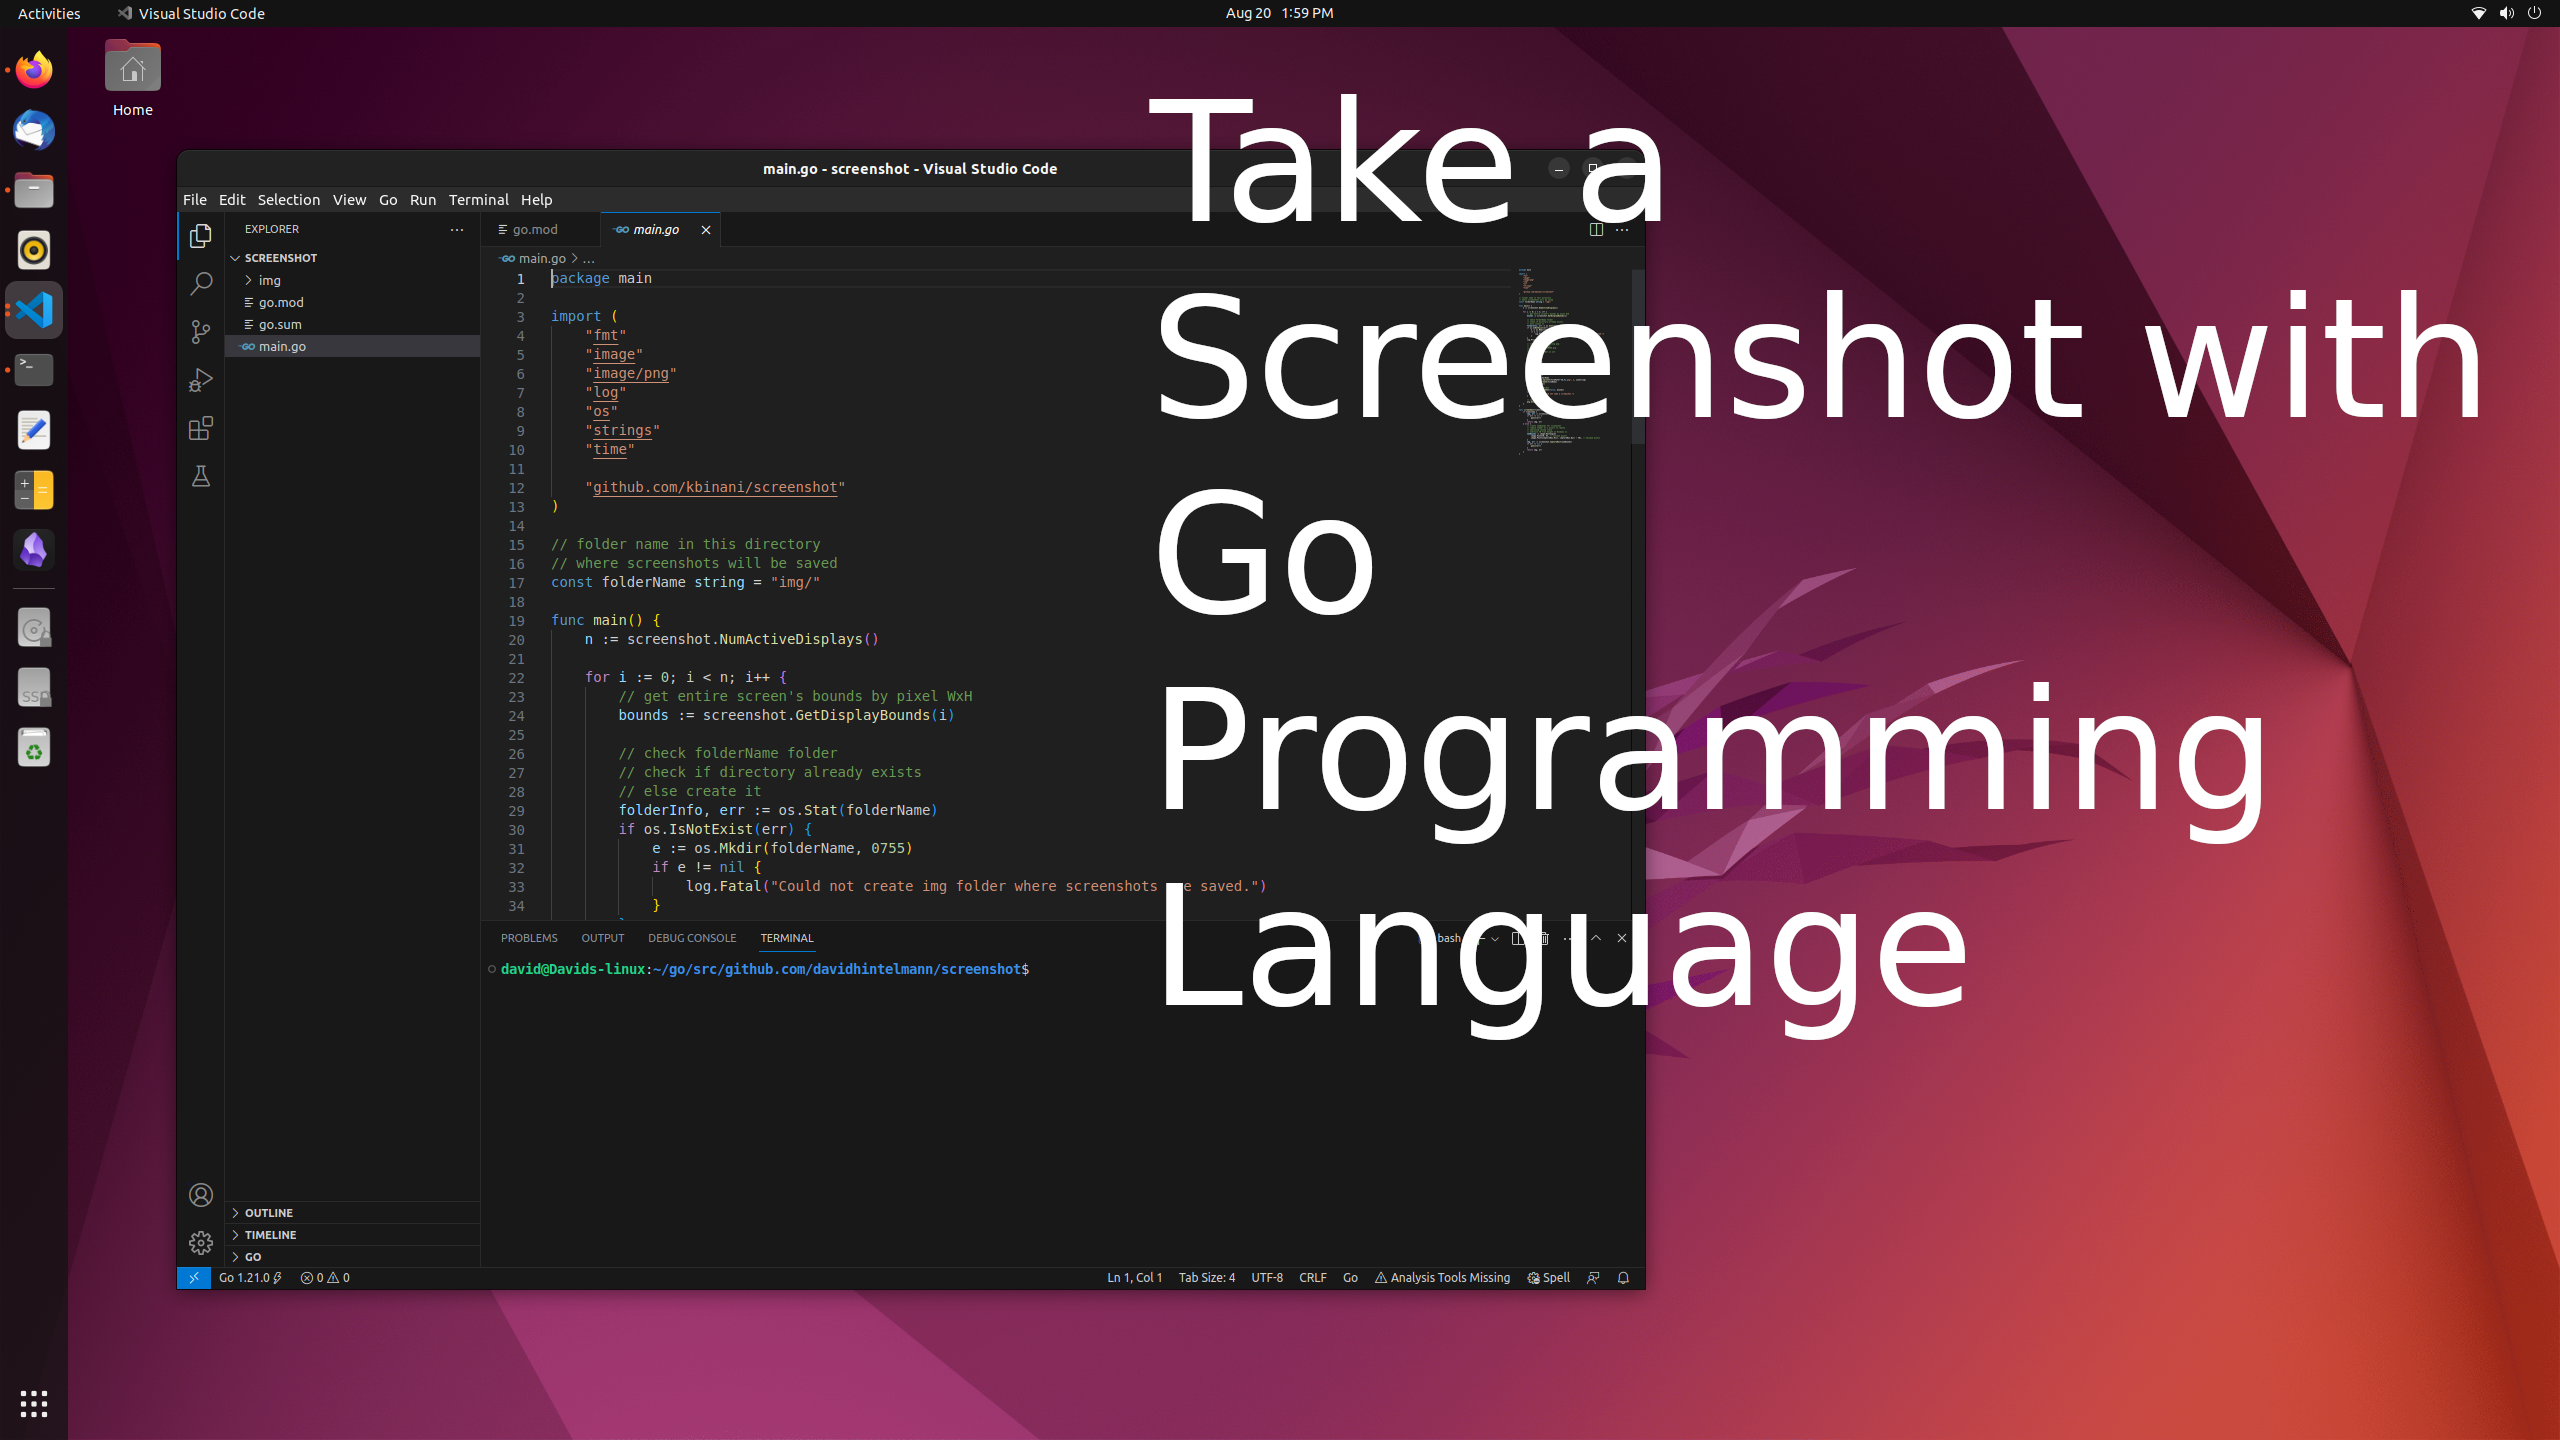 Activities
Visual Studio Code
Aug 20 1:59 PM
Home
Take a
Screenshot with
Go
Programming
Language
main.go - screenshot - Visual Studio Code
File Edit Selection View Go Run Terminal Help
EXPLORER
SCREENSHOT
img
go.mod
go.sum
main.go
go.mod
main.go
main.go > ...
1 package main
2
3 import (
4 "fmt"
5 "image"
6 "image/png"
7 "log"
8 "os"
9 "strings"
10 "time"
11
12 "github.com/kbinani/screenshot"
13 )
14
15 // folder name in this directory
16 // where screenshots will be saved
17 const folderName string = "img/"
18
19 func main() {
20 n := screenshot.NumActiveDisplays()
21
22 for i := 0; i < n; i++ {
23 // get entire screen's bounds by pixel WxH
24 bounds := screenshot.GetDisplayBounds(i)
25
26 // check folderName folder
27 // check if directory already exists
28 // else create it
29 folderInfo, err := os.Stat(folderName)
30 if os.IsNotExist(err) {
31 e := os.Mkdir(folderName, 0755)
32 if e != nil {
33 log.Fatal("Could not create img folder where screenshots saved.")
34 }
PROBLEMS OUTPUT DEBUG CONSOLE TERMINAL
bash
david@Davids-linux:~/go/src/github.com/davidhintelmann/screenshot$
OUTLINE
TIMELINE
GO
Go 1.21.0 0 0
Ln 1, Col 1 Tab Size: 4 UTF-8 CRLF Go Analysis Tools Missing Spell